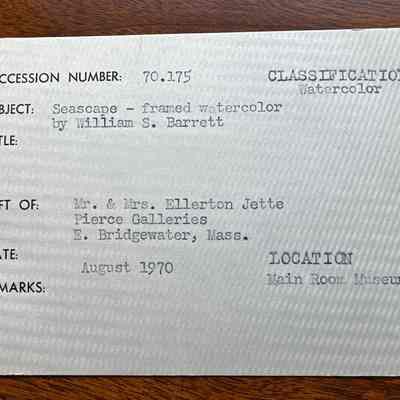 CCESSION NUMBER: 70.175 CLASSIFICATION
Watercolor
BJECT: Seascape - framed watercolor
by William S. Barrett
TLE:
FT OF: Mr. & Mrs. Ellerton Jette
Pierce Galleries
E. Bridgewater, Mass.
ATE: August 1970 LOCATION
MARKS: Main Room Museu